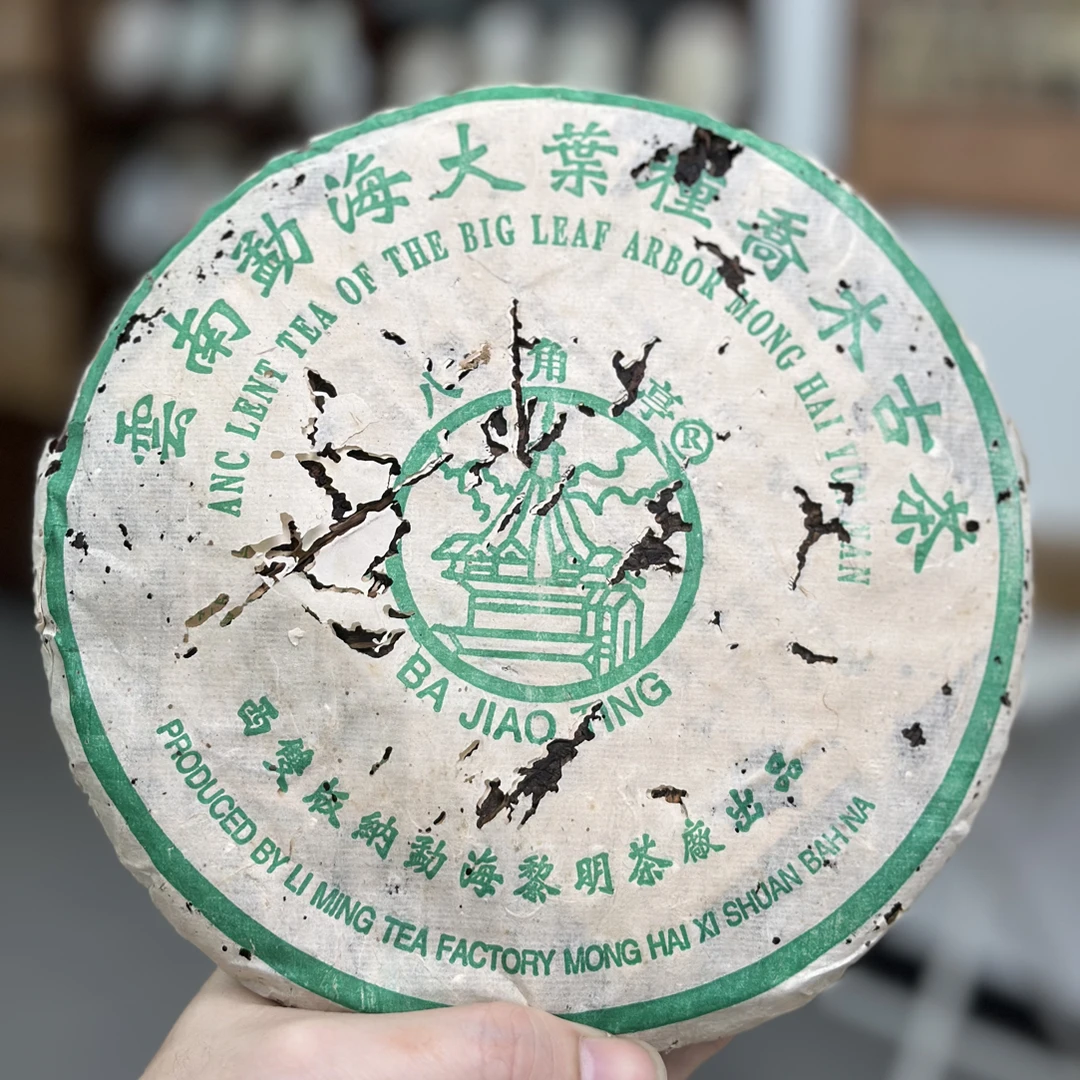 雲南勐海大葉種喬木古茶
ANC LENT TEA OF THE BIG LEAF ARBOR MONG HAI YUN NAN
八角亭®
BA JIAO TING
西雙版納勐海黎明茶廠出品
PRODUCED BY LI MING TEA FACTORY MONG HAI XI SHUAN BAH NA